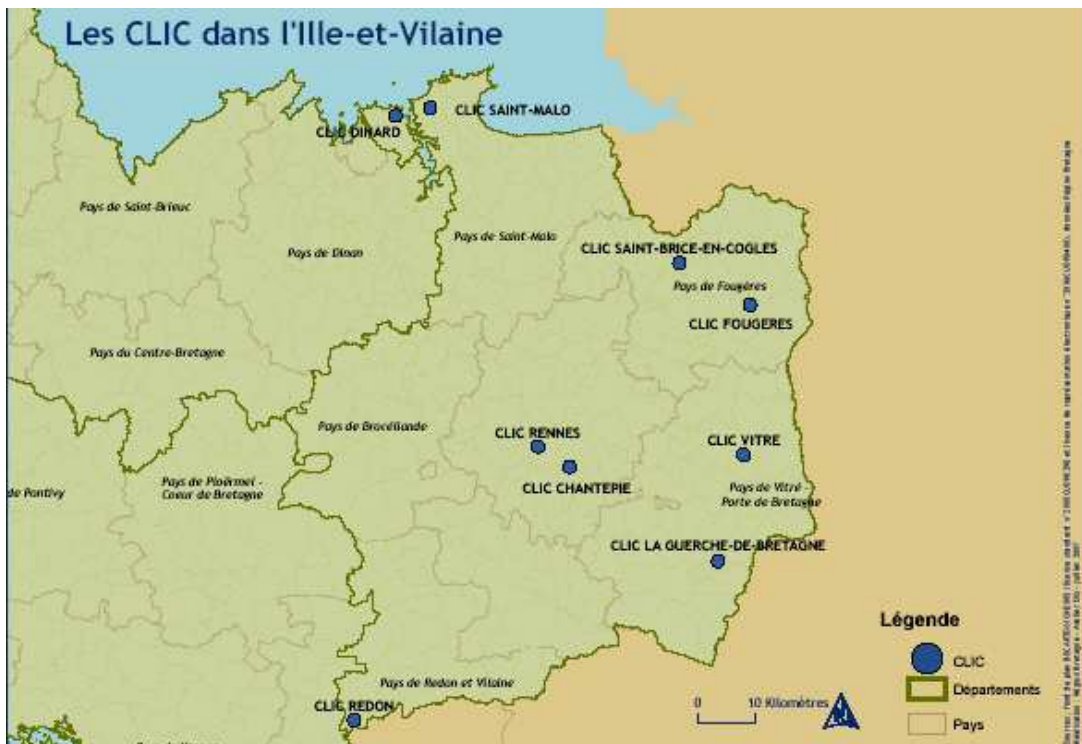 Les CLIC dans l'Ille-et-Vilaine
CLIC SAINT-MALO
CLIC DINARD
Pays de Saint-Brieuc
Pays de Saint-Malo
Pays de Dinan
CLIC SAINT-BRICE-EN-COGLES
Pays de Fougères
CLIC FOUGERES
Pays du Centre-Bretagne
Pays de Brocéliande
CLIC RENNES
CLIC VITRE
Pays de Ploërmel -
Coeur de Bretagne
de Pontivy
CLIC CHANTEPIE
Pays de Vitré
Porte de Bretagne
CLIC LA GUERCHE-DE-BRETAGNE
Pays de Redon et Vilaine
CLIC REDON
Légende
CLIC
Départements
Pays
0 10 Kilomètres